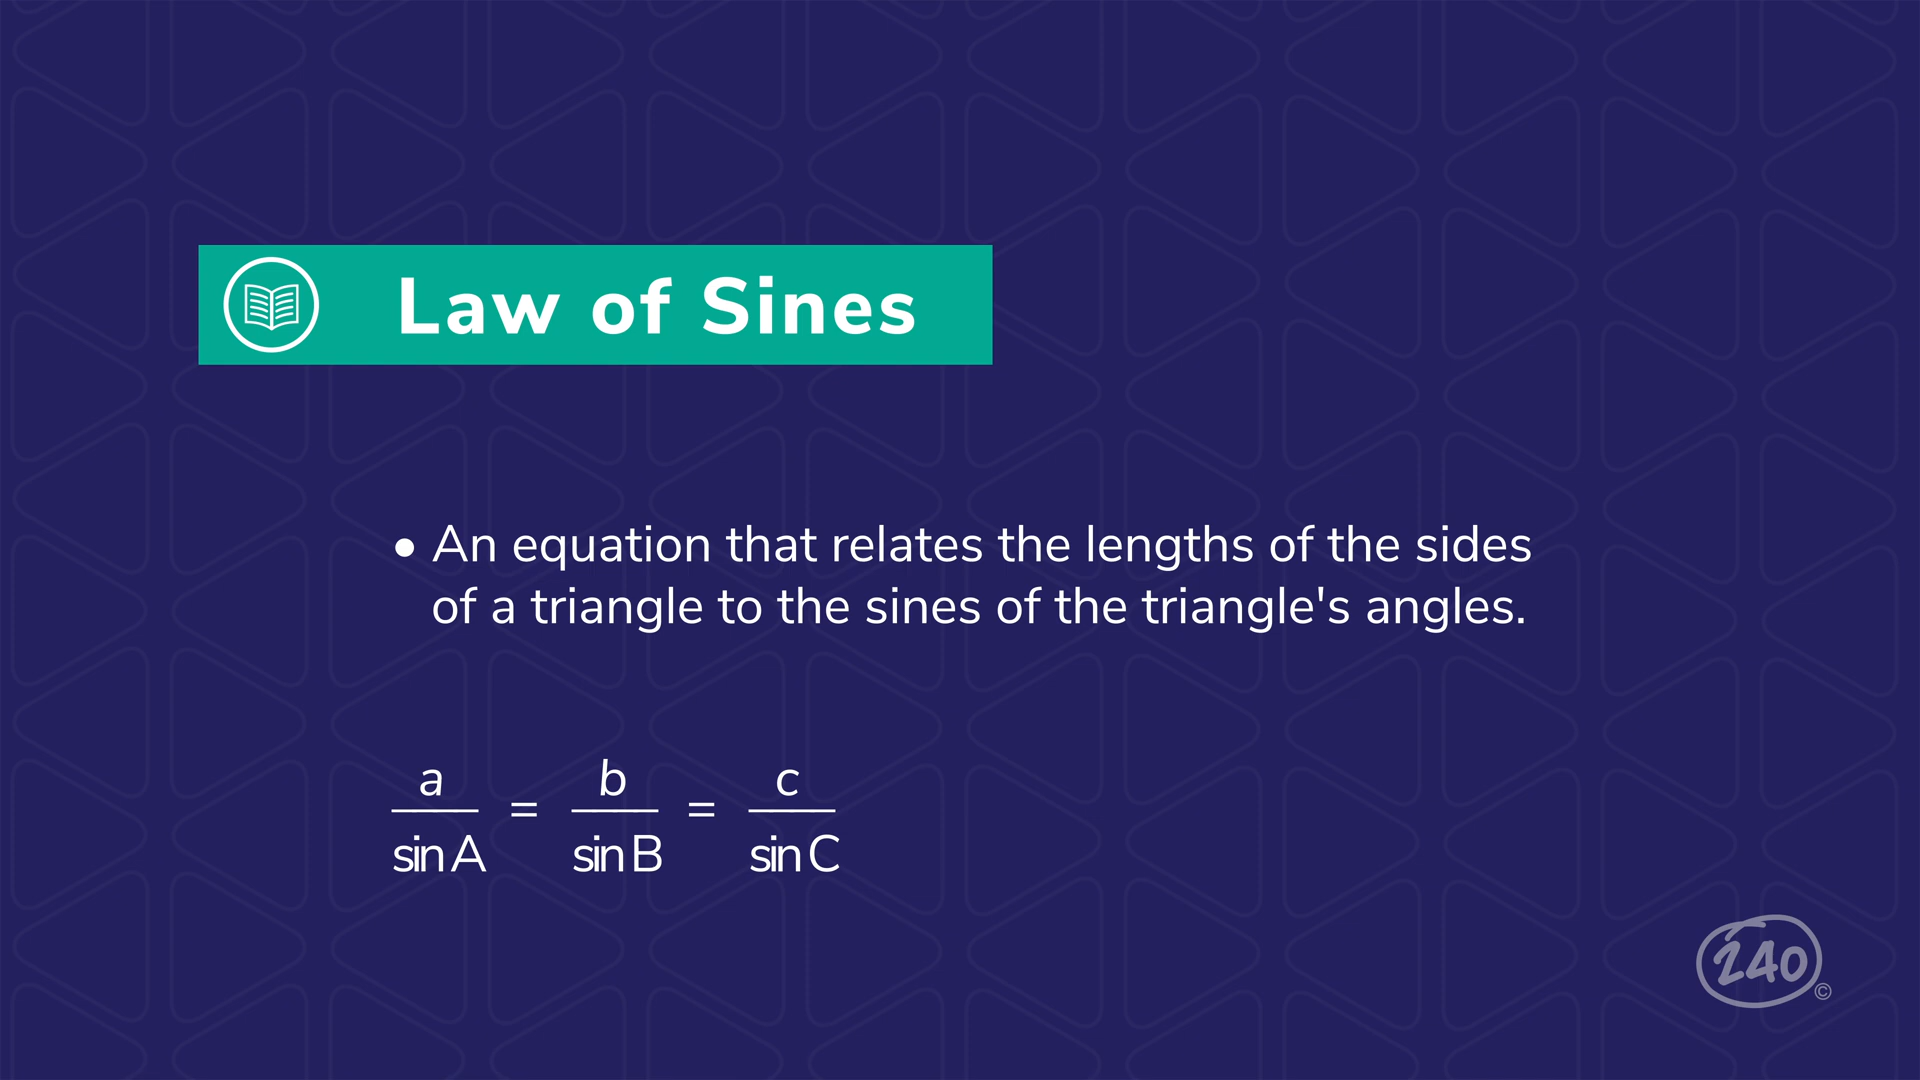 Law of Sines
• An equation that relates the lengths of the sides
of a triangle to the sines of the triangle's angles.
a b c
= =
sin A sin B sin C
240 ©